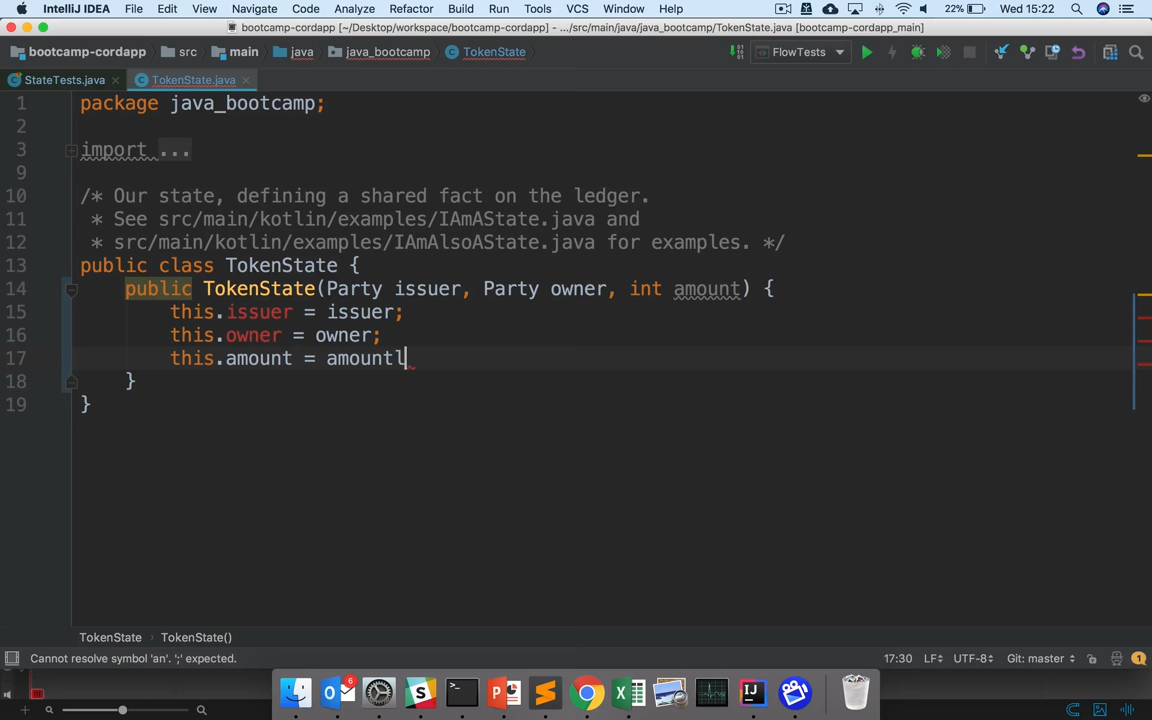 IntelliJ IDEA File Edit View Navigate Code Analyze Refactor Build Run Tools VCS Window Help 22% Wed 15:22
bootcamp-cordapp [~/Desktop/workspace/bootcamp-cordapp] - .../src/main/java/java_bootcamp/TokenState.java [bootcamp-cordapp_main]
bootcamp-cordapp src main java java_bootcamp TokenState FlowTests
StateTests.java TokenState.java
1 package java_bootcamp;
2
3 import ...
9
10 /* Our state, defining a shared fact on the ledger.
11 * See src/main/kotlin/examples/IAmAState.java and
12 * src/main/kotlin/examples/IAmAlsoAState.java for examples. */
13 public class TokenState {
14 public TokenState(Party issuer, Party owner, int amount) {
15 this.issuer = issuer;
16 this.owner = owner;
17 this.amount = amountl
18 }
19 }
TokenState › TokenState()
Cannot resolve symbol 'an'. ';' expected. 17:30 LF UTF-8 Git: master 1
6